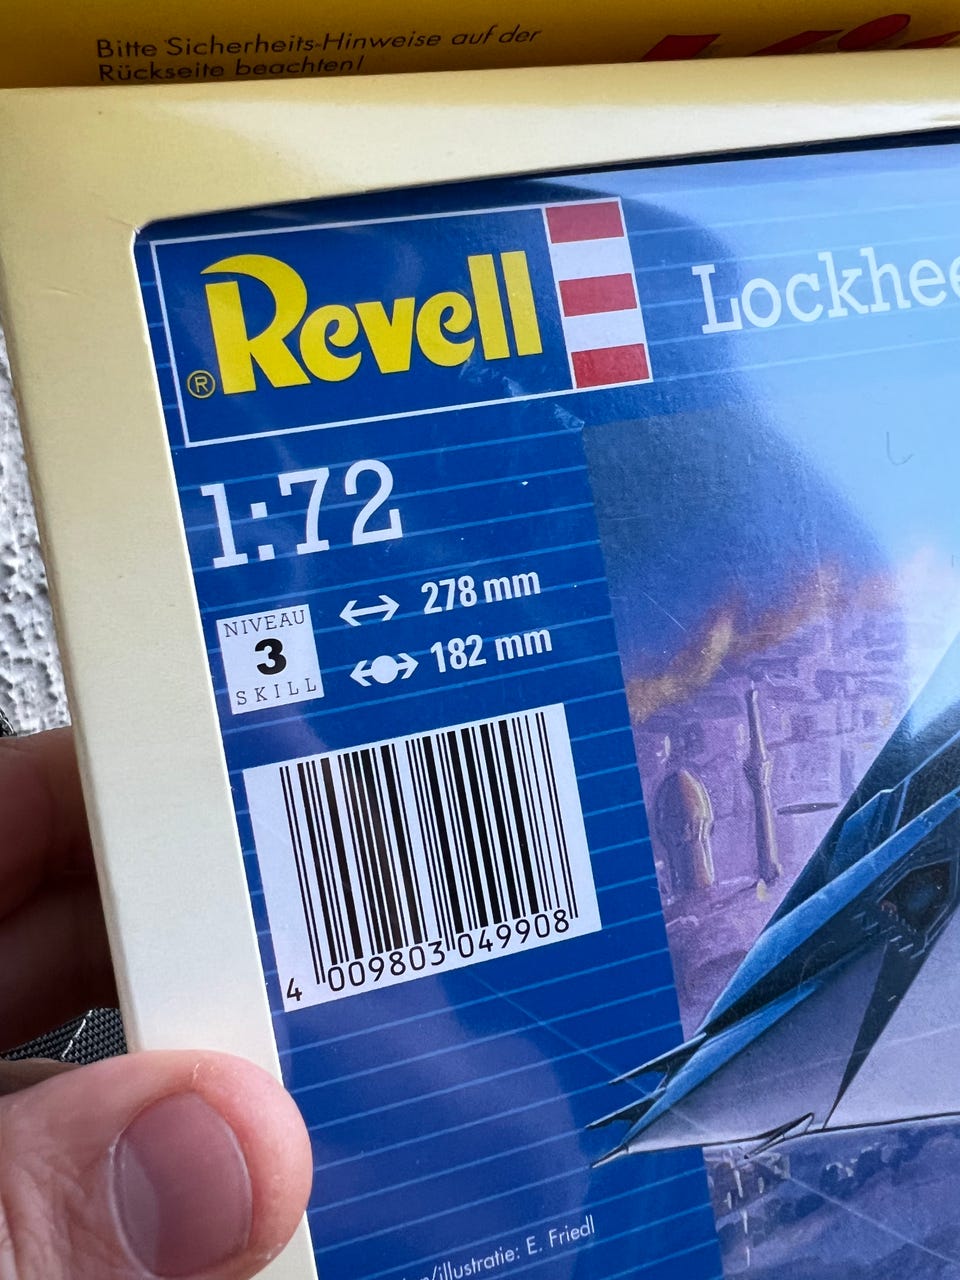 Bitte Sicherheits-Hinweise auf der
Rückseite beachten!
® Revell
Lockhee
1:72
NIVEAU
3
SKILL
278 mm
182 mm
4 009803 049908
/illustratie: E. Friedl